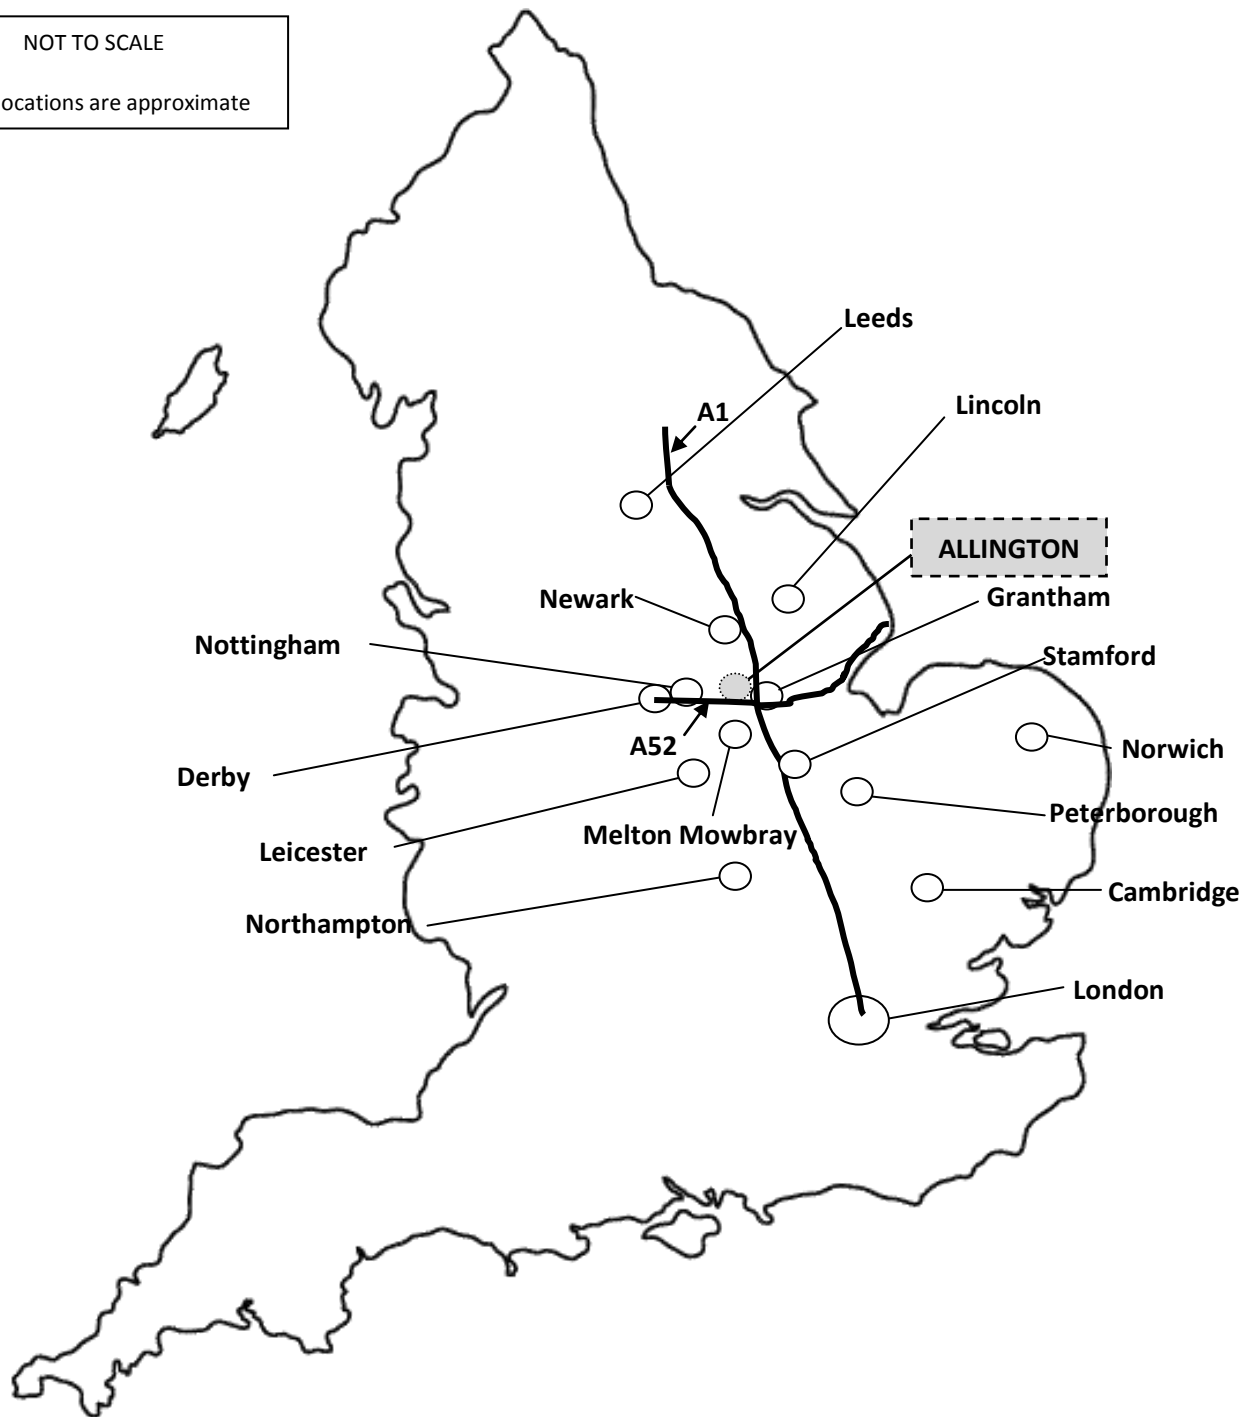 NOT TO SCALE
ocations are approximate
Leeds
A1
Lincoln
ALLINGTON
Newark
Grantham
Nottingham
Stamford
A52
Norwich
Derby
Peterborough
Melton Mowbray
Leicester
Cambridge
Northampton
London